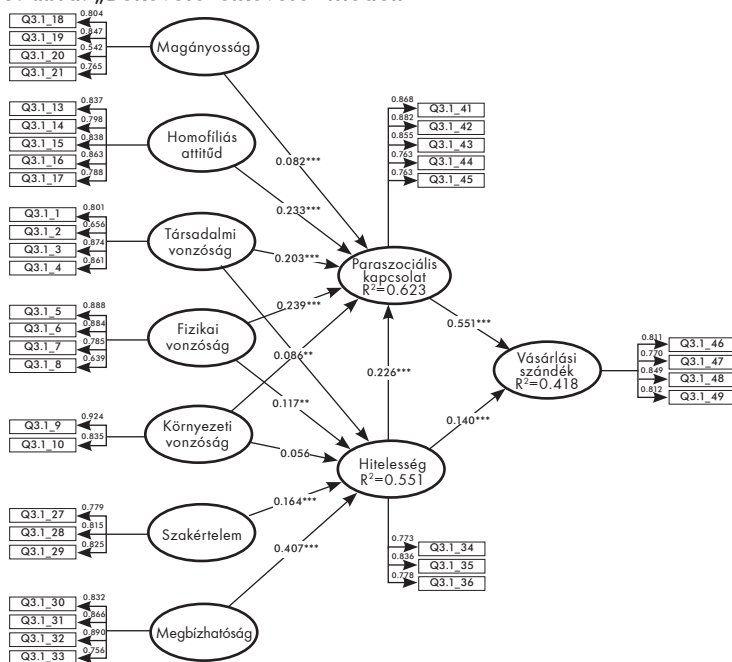 Q3.1_18
0.804
Q3.1_19
0.847
Q3.1_20
0.542
Q3.1_21
0.765
Magányosság
Q3.1_13
0.837
Q3.1_14
0.798
Q3.1_15
0.838
Q3.1_16
0.863
Q3.1_17
0.788
Homofíliás
attitűd
Q3.1_1
0.801
Q3.1_2
0.656
Q3.1_3
0.874
Q3.1_4
0.861
Társadalmi
vonzóság
Q3.1_5
0.888
Q3.1_6
0.884
Q3.1_7
0.785
Q3.1_8
0.639
Fizikai
vonzóság
Q3.1_9
0.924
Q3.1_10
0.835
Környezeti
vonzóság
Q3.1_27
0.779
Q3.1_28
0.815
Q3.1_29
0.825
Szakértelem
Q3.1_30
0.832
Q3.1_31
0.866
Q3.1_32
0.890
Q3.1_33
0.756
Megbízhatóság
0.082***
0.233***
0.203***
0.239***
0.086**
0.117**
0.056
0.164***
0.407***
0.868
Q3.1_41
0.882
Q3.1_42
0.855
Q3.1_43
0.763
Q3.1_44
0.763
Q3.1_45
Paraszociális
kapcsolat
R²=0.623
0.226***
Hitelesség
R²=0.551
0.773
Q3.1_34
0.836
Q3.1_35
0.778
Q3.1_36
0.551***
0.140***
Vásárlási
szándék
R²=0.418
0.811
Q3.1_46
0.770
Q3.1_47
0.849
Q3.1_48
0.812
Q3.1_49